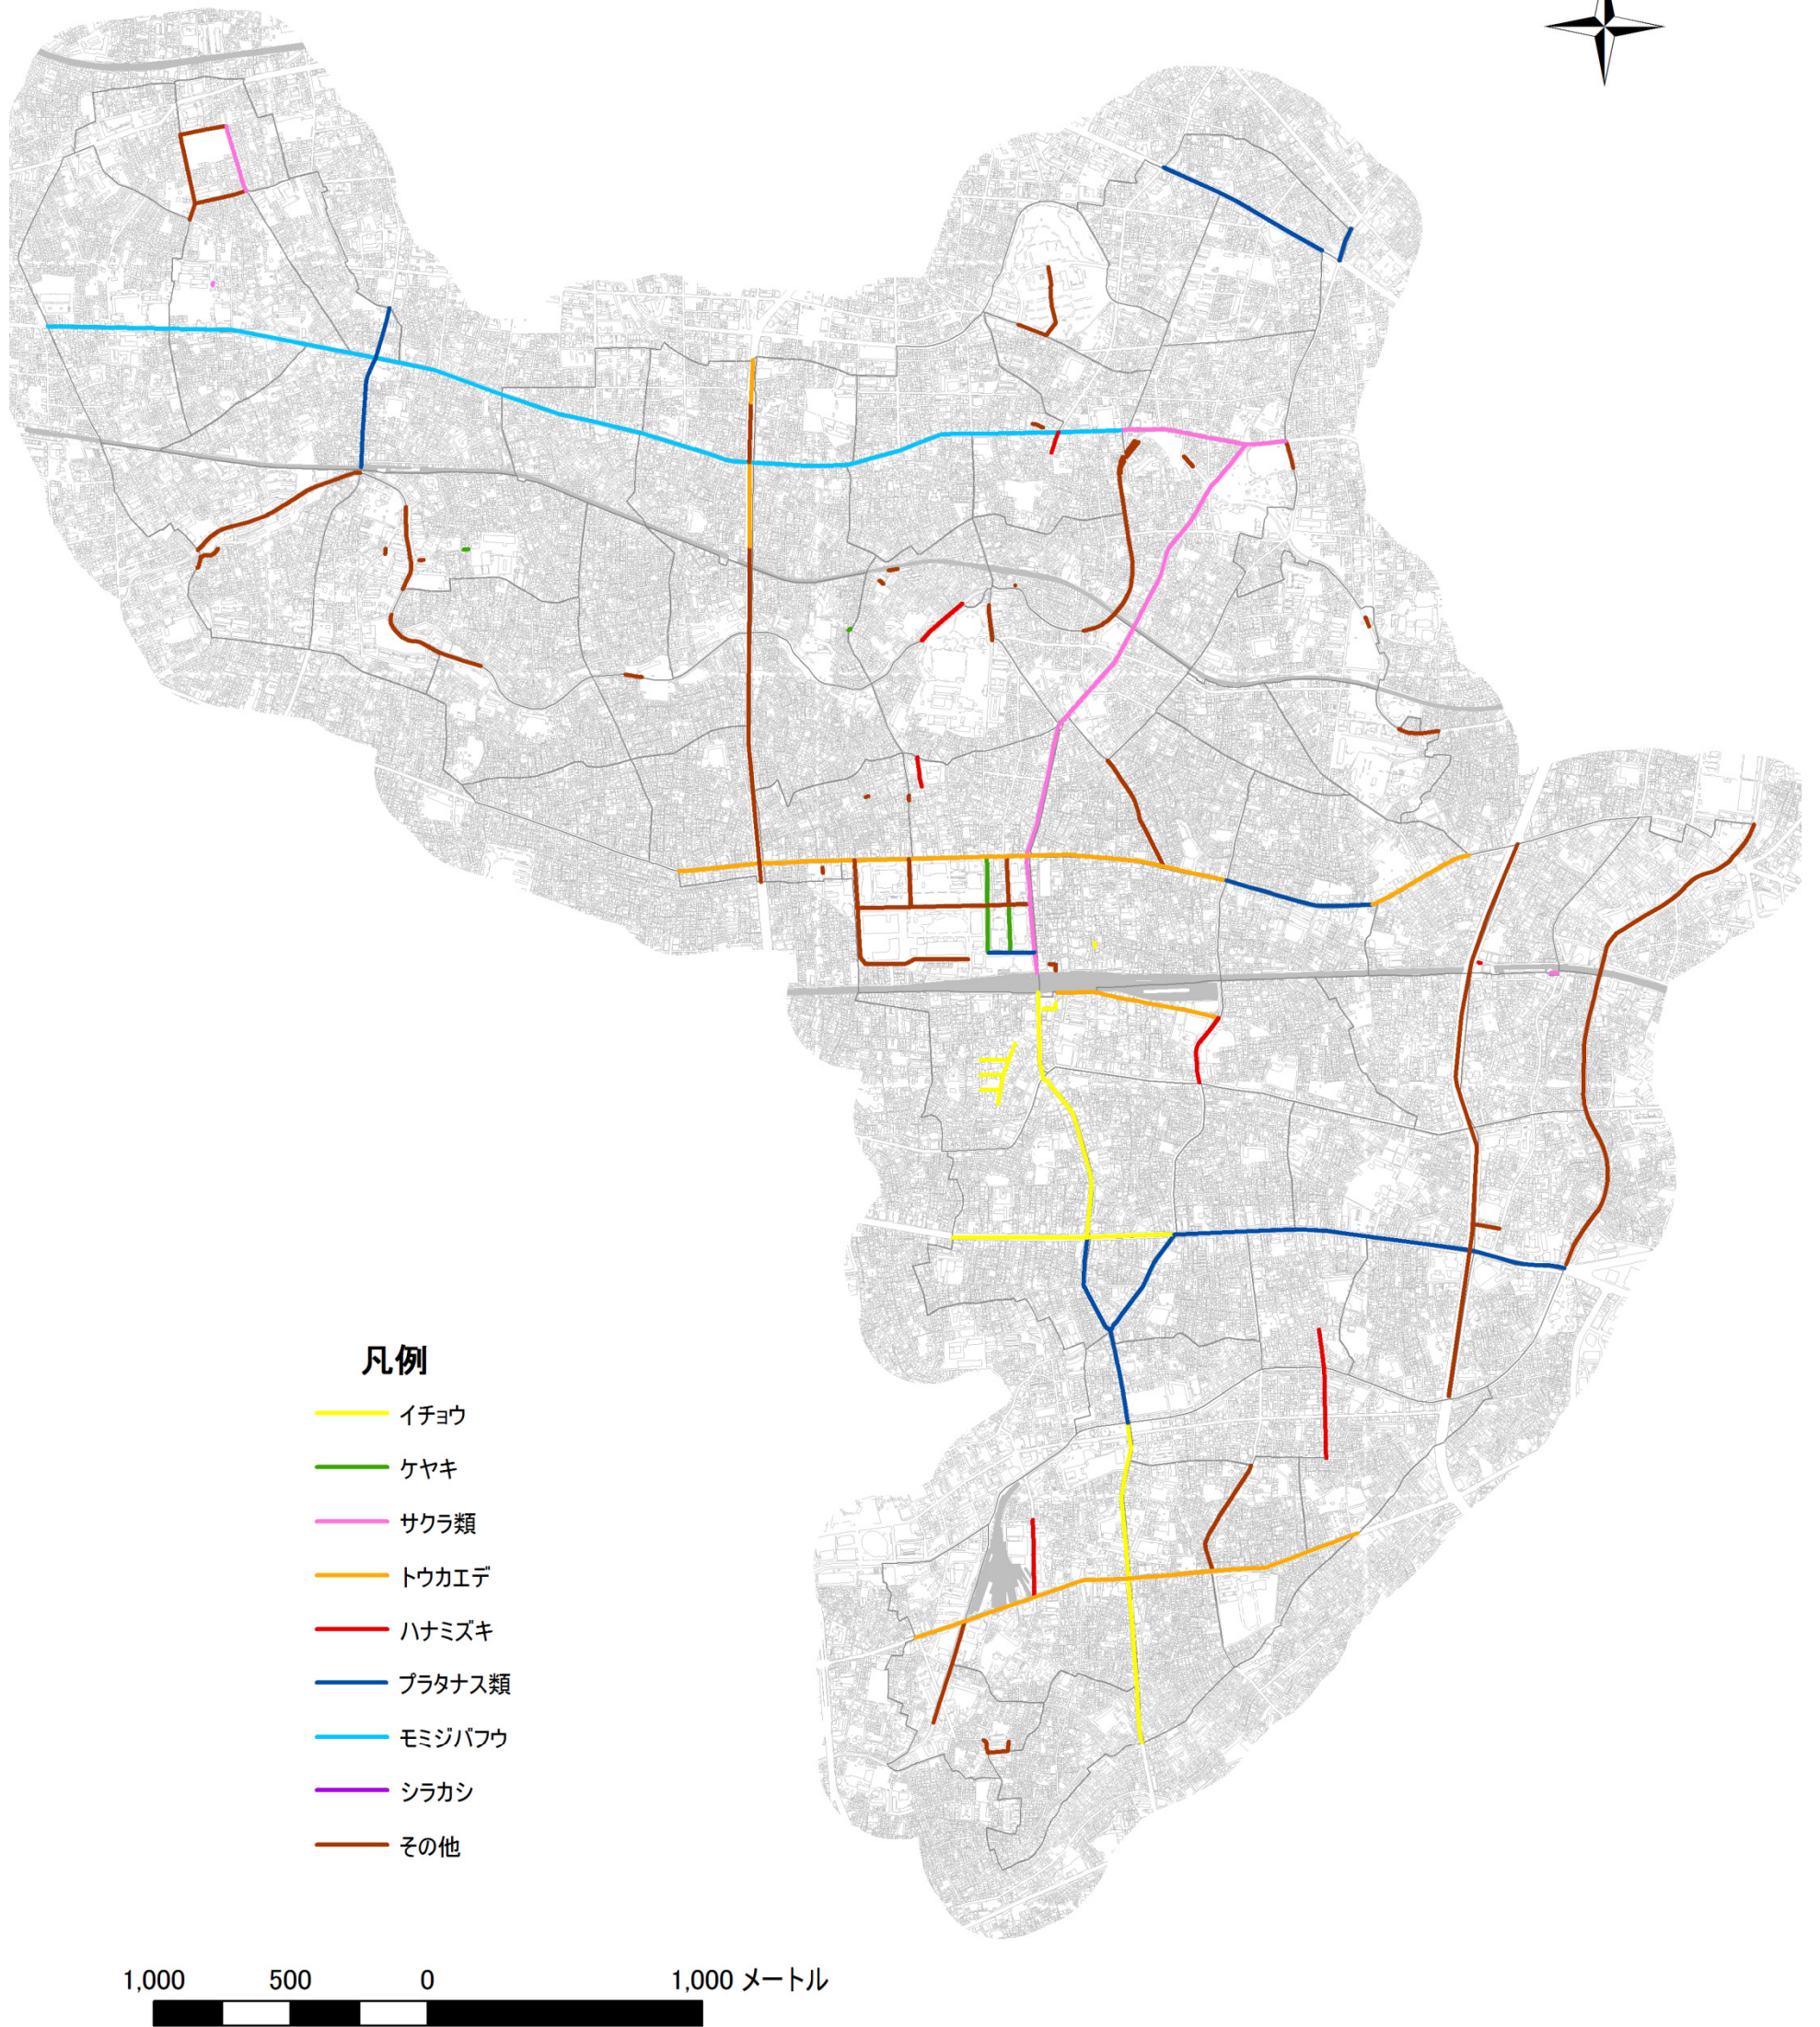 凡例
イチョウ
ケヤキ
サクラ類
トウカエデ
ハナミズキ
プラタナス類
モミジバフウ
シラカシ
その他
1,000 500 0 1,000 メートル